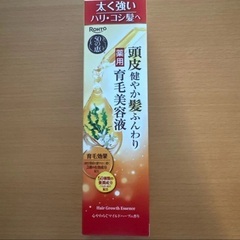 太く強い
ハリ・コシ髪へ
ROHTO
50の恵
頭皮健やか髪ふんわり
薬用
育毛美容液
育毛効果
Hair Growth Essence